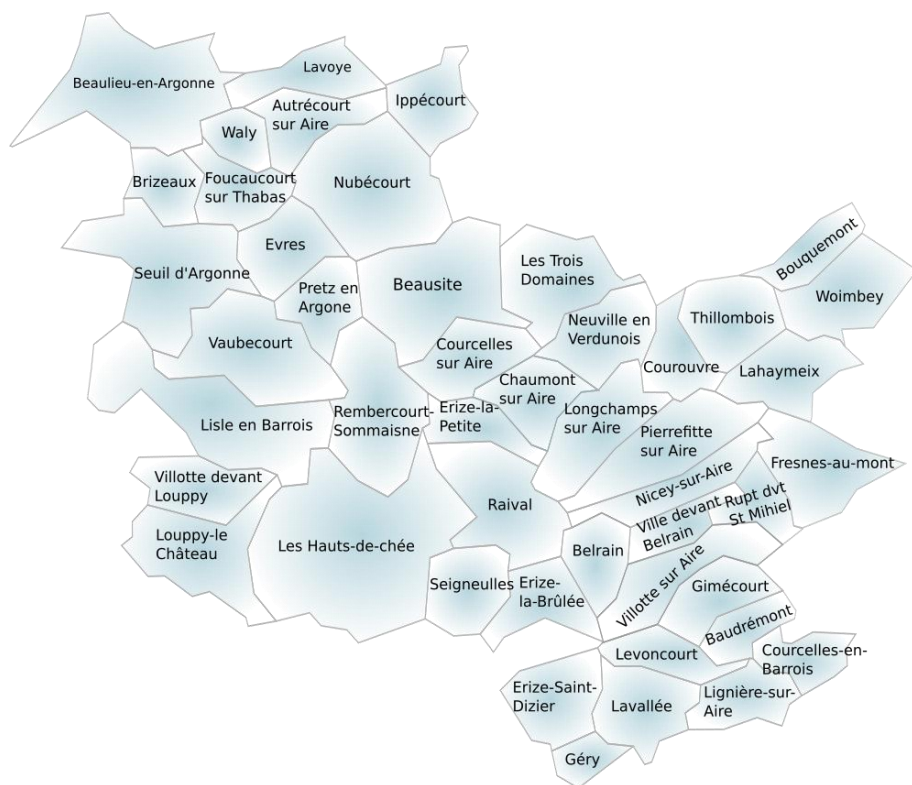 Lavoye
Beaulieu-en-Argonne
Ippécourt
Autrécourt
sur Aire
Waly
Brizeaux
Foucaucourt
sur Thabas
Nubécourt
Evres
Bouquemont
Les Trois
Domaines
Seuil d'Argonne
Beausite
Pretz en
Argone
Woimbey
Thillombois
Neuville en
Verdunois
Vaubecourt
Courcelles
sur Aire
Courouvre
Lahaymeix
Chaumont
sur Aire
Rembercourt-
Sommaisne
Erize-la-
Petite
Longchamps
sur Aire
Lisle en Barrois
Pierrefitte
sur Aire
Fresnes-au-mont
Nicey-sur-Aire
Villotte devant
Louppy
Rupt dvt
St Mihiel
Raival
Ville devant
Belrain
Louppy-le
Château
Les Hauts-de-chée
Belrain
Seigneulles
Erize-
la-Brûlée
Villotte sur Aire
Gimécourt
Baudrémont
Levoncourt
Courcelles-en-
Barrois
Erize-Saint-
Dizier
Lavallée
Lignière-sur-
Aire
Géry